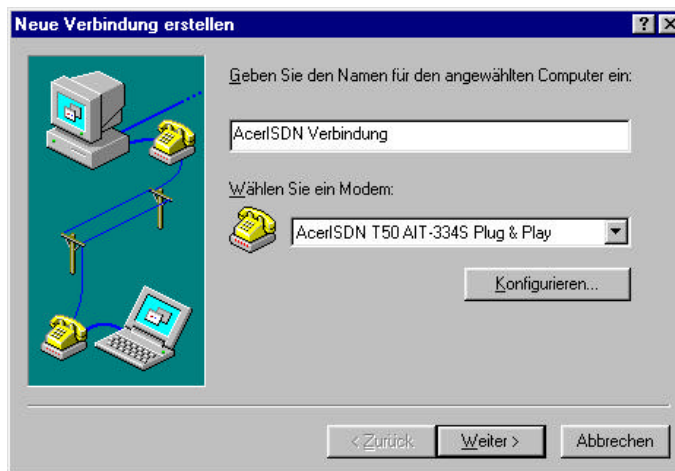 Neue Verbindung erstellen
Geben Sie den Namen für den angewählten Computer ein:
AcerISDN Verbindung
Wählen Sie ein Modem:
AcerISDN T50 AIT-334S Plug & Play
Konfigurieren...
< Zurück
Weiter >
Abbrechen